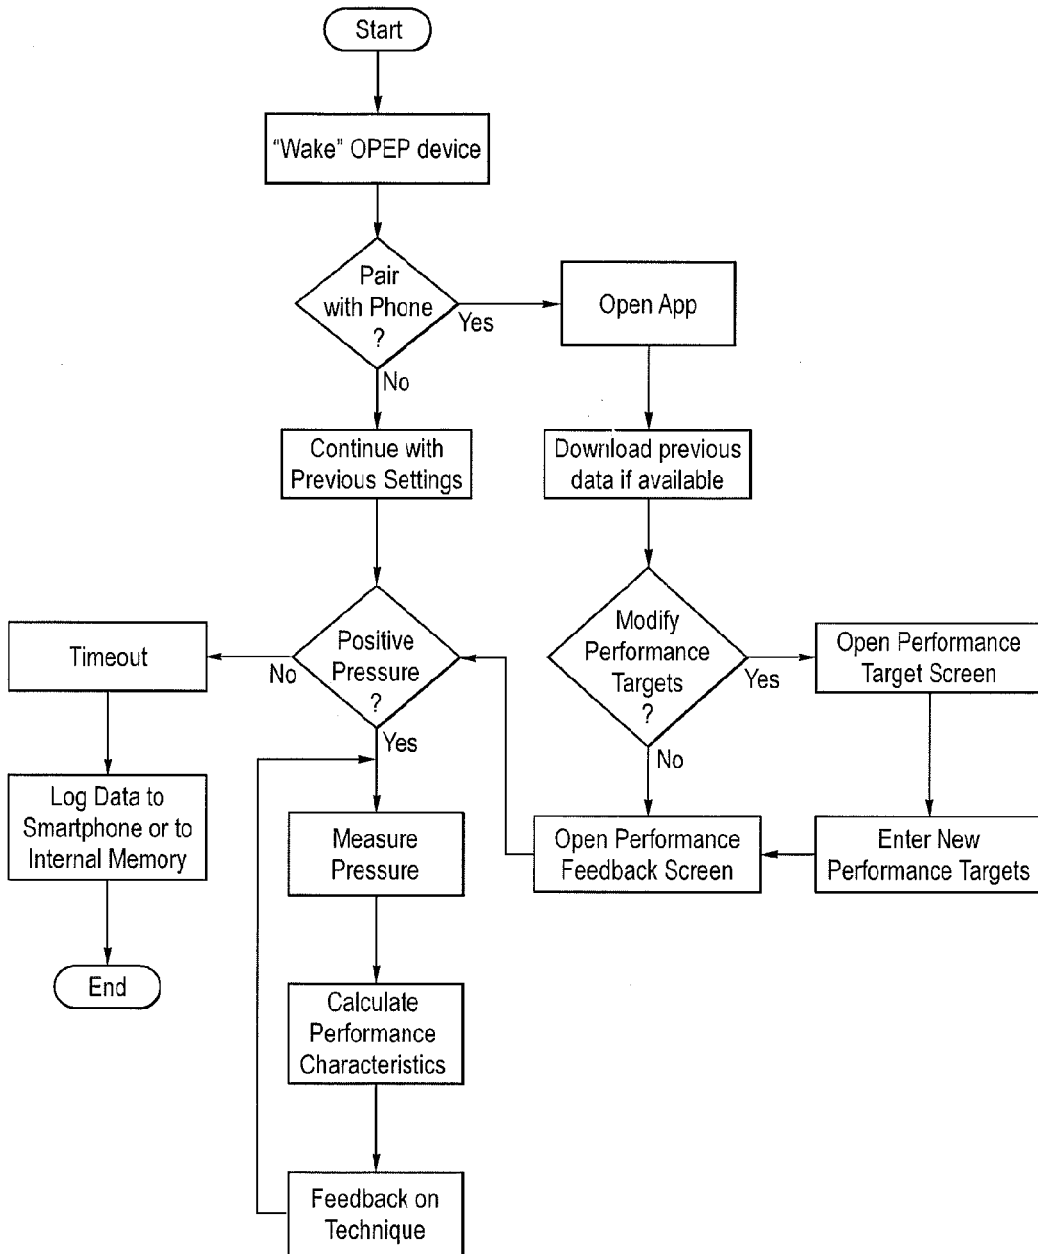 Start
"Wake" OPEP device
Pair
with Phone
?
Yes
No
Open App
Continue with
Previous Settings
Download previous
data if available
Timeout
No
Positive
Pressure
?
Yes
Modify
Performance
Targets
?
Yes
No
Open Performance
Target Screen
Log Data to
Smartphone or to
Internal Memory
Measure
Pressure
Open Performance
Feedback Screen
Enter New
Performance Targets
End
Calculate
Performance
Characteristics
Feedback on
Technique